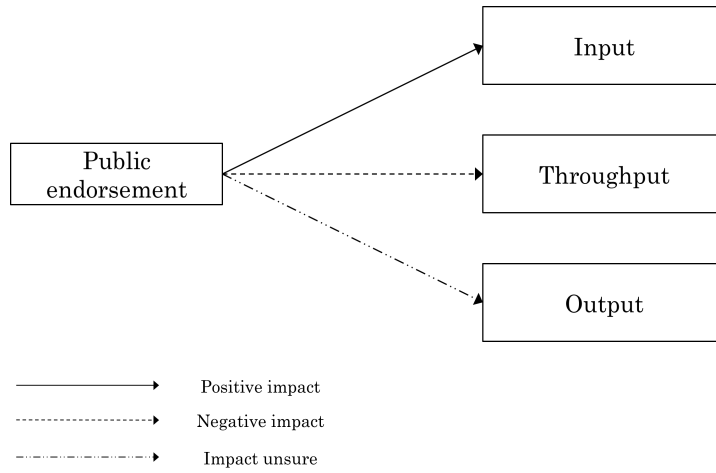 Input
Public
endorsement
Throughput
Output
Positive impact
Negative impact
Impact unsure